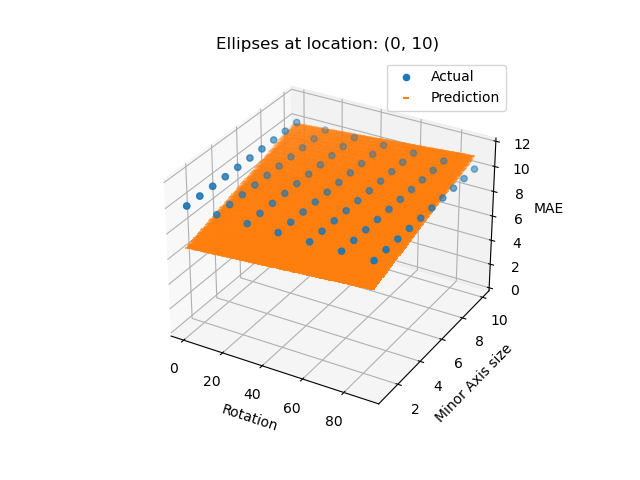 Ellipses at location: (0, 10)
Actual
Prediction
12
10
8
6
4
2
0
MAE
10
8
6
4
2
Minor Axis size
0
20
40
60
80
Rotation